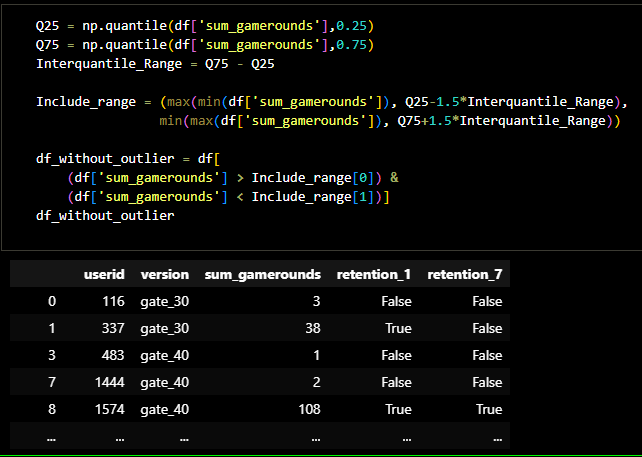 Q25 = np.quantile(df['sum_gamerounds'],0.25)
Q75 = np.quantile(df['sum_gamerounds'],0.75)
Interquantile_Range = Q75 - Q25
Include_range = (max(min(df['sum_gamerounds']), Q25-1.5*Interquantile_Range),
min(max(df['sum_gamerounds']), Q75+1.5*Interquantile_Range))
df_without_outlier = df[
(df['sum_gamerounds'] > Include_range[0]) &
(df['sum_gamerounds'] < Include_range[1])]
df_without_outlier
userid version sum_gamerounds retention_1 retention_7
0 116 gate_30 3 False False
1 337 gate_30 38 True False
3 483 gate_40 1 False False
7 1444 gate_40 2 False False
8 1574 gate_40 108 True True
... ... ... ... ... ...